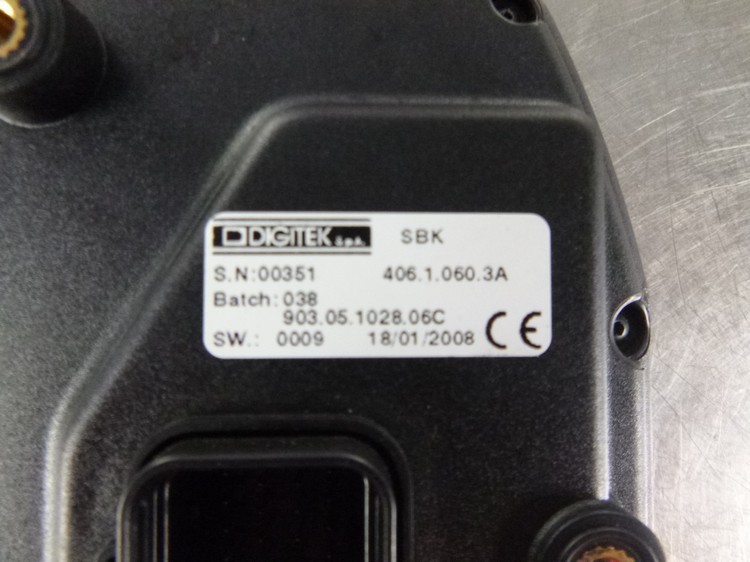 DIGITEK S.p.A. SBK
S.N:00351 406.1.060.3A
Batch: 038
903.05.1028.06C
SW.: 0009 18/01/2008 CE